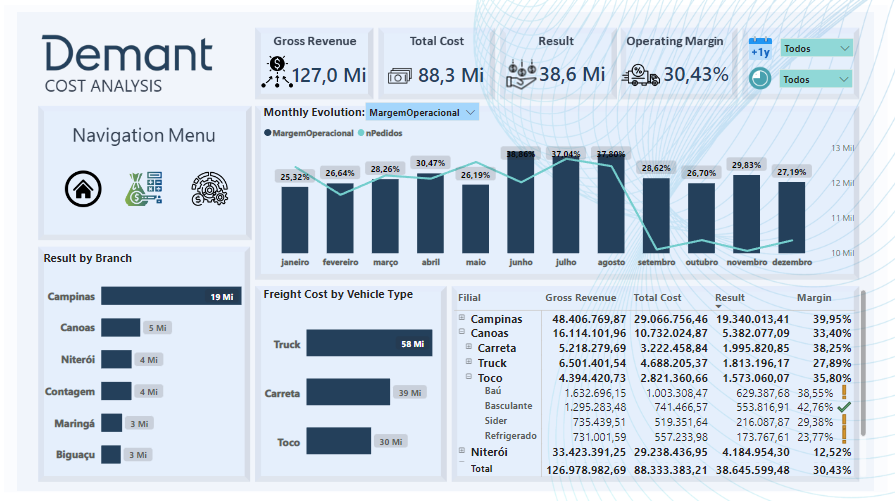 Demant
COST ANALYSIS
Gross Revenue
127,0 Mi
Total Cost
88,3 Mi
Result
38,6 Mi
Operating Margin
30,43%
+1y
Todos
Todos
Navigation Menu
Monthly Evolution:
MargemOperacional
MargemOperacional
nPedidos
25,32%
26,64%
28,26%
30,47%
26,19%
38,86%
37,04%
37,80%
28,62%
26,70%
29,83%
27,19%
13 Mil
12 Mil
11 Mil
10 Mil
janeiro
fevereiro
março
abril
maio
junho
julho
agosto
setembro
outubro
novembro
dezembro
Result by Branch
Campinas 19 Mi
Canoas 5 Mi
Niterói 4 Mi
Contagem 4 Mi
Maringá 3 Mi
Biguaçu 3 Mi
Freight Cost by Vehicle Type
Truck 58 Mi
Carreta 39 Mi
Toco 30 Mi
Filial Gross Revenue Total Cost Result Margin
Campinas 48.406.769,87 29.066.756,46 19.340.013,41 39,95%
Canoas 16.114.101,96 10.732.024,87 5.382.077,09 33,40%
Carreta 5.218.279,69 3.222.458,84 1.995.820,85 38,25%
Truck 6.501.401,54 4.688.205,37 1.813.196,17 27,89%
Toco 4.394.420,73 2.821.360,66 1.573.060,07 35,80%
Baú 1.632.696,15 1.003.308,47 629.387,68 38,55%
Basculante 1.295.283,48 741.466,57 553.816,91 42,76%
Sider 735.439,51 519.351,64 216.087,87 29,38%
Refrigerado 731.001,59 557.233,98 173.767,61 23,77%
Niterói 33.423.391,25 29.238.436,95 4.184.954,30 12,52%
Total 126.978.982,69 88.333.383,21 38.645.599,48 30,43%